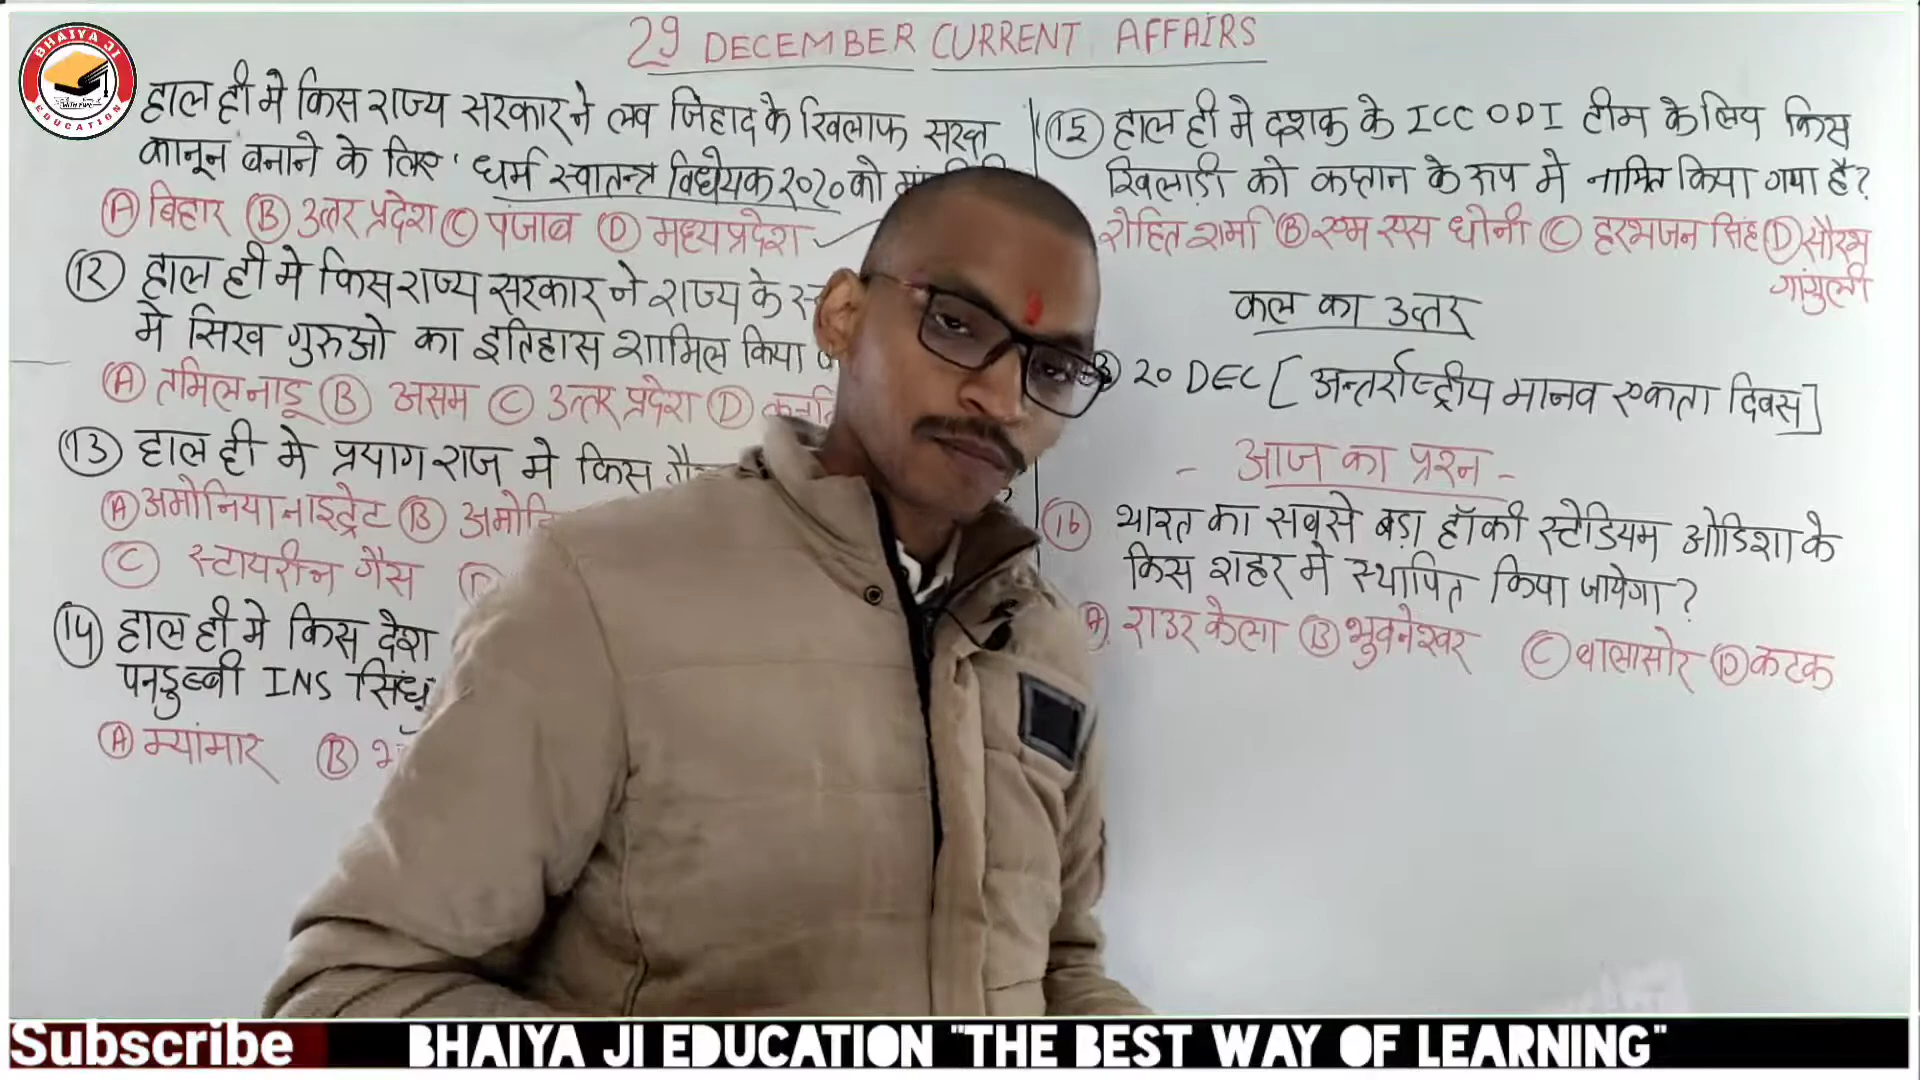 29 DECEMBER CURRENT AFFAIRS
BHAIYA JI
EDUCATION
हाल ही मे किस राज्य सरकार ने लव जिहाद के खिलाफ सख्त
कानून बनाने के लिए 'धर्म स्वातन्त्र विधेयक २०२० को
(A) बिहार (B) उत्तर प्रदेश (C) पंजाब (D) मध्यप्रदेश ✓
(12) हाल ही मे किस राज्य सरकार ने राज्य के
मे सिख गुरुओ का इतिहास शामिल किया
(A) तमिलनाडू (B) असम (C) उत्तर प्रदेश (D)
(13) हाल ही मे प्रयागराज मे किस
(A) अमोनिया नाइट्रेट (B)
(C) स्टायरीन गैस
(14) हाल ही मे किस देश
पनडुब्बी INS
(A) म्यांमार (B)
(15) हाल ही मे दशक के ICC ODI टीम के लिय किस
खिलाड़ी को कप्तान के रूप मे नामित किया गया है?
रोहित शर्मा (B) एम एस धोनी (C) हरभजन सिंह (D) सौरभ
गांगुली
कल का उत्तर
20 DEC [अन्तर्राष्ट्रीय मानव एकता दिवस]
- आज का प्रश्न -
(16) भारत का सबसे बड़ा हॉकी स्टेडियम ओडिशा के
किस शहर मे स्थापित किया जायेगा?
(A) राउरकेला (B) भुवनेश्वर (C) बालासोर (D) कटक
Subscribe BHAIYA JI EDUCATION "THE BEST WAY OF LEARNING"